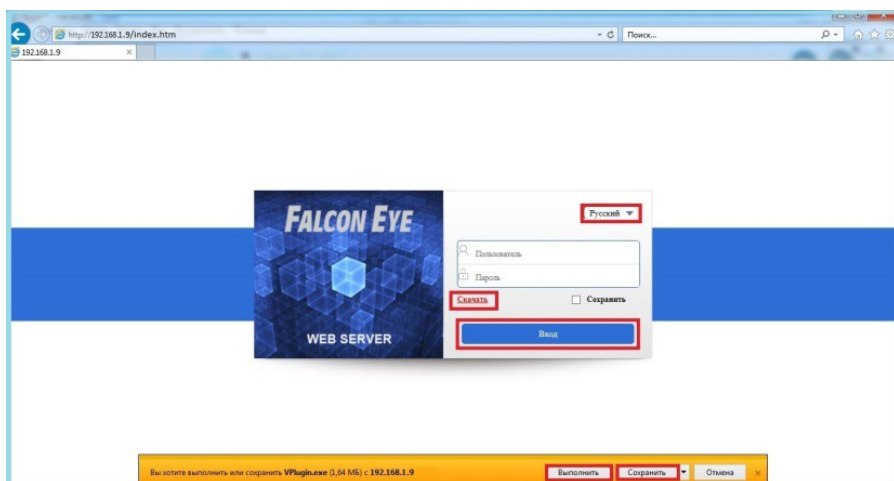 http://192.168.1.9/index.htm
Поиск...
192.168.1.9
FALCON EYE
WEB SERVER
Русский
Пользователь
Пароль
Скачать
Сохранить
Вход
Вы хотите выполнить или сохранить VPlugin.exe (1,64 МБ) с 192.168.1.9
Выполнить
Сохранить
Отмена